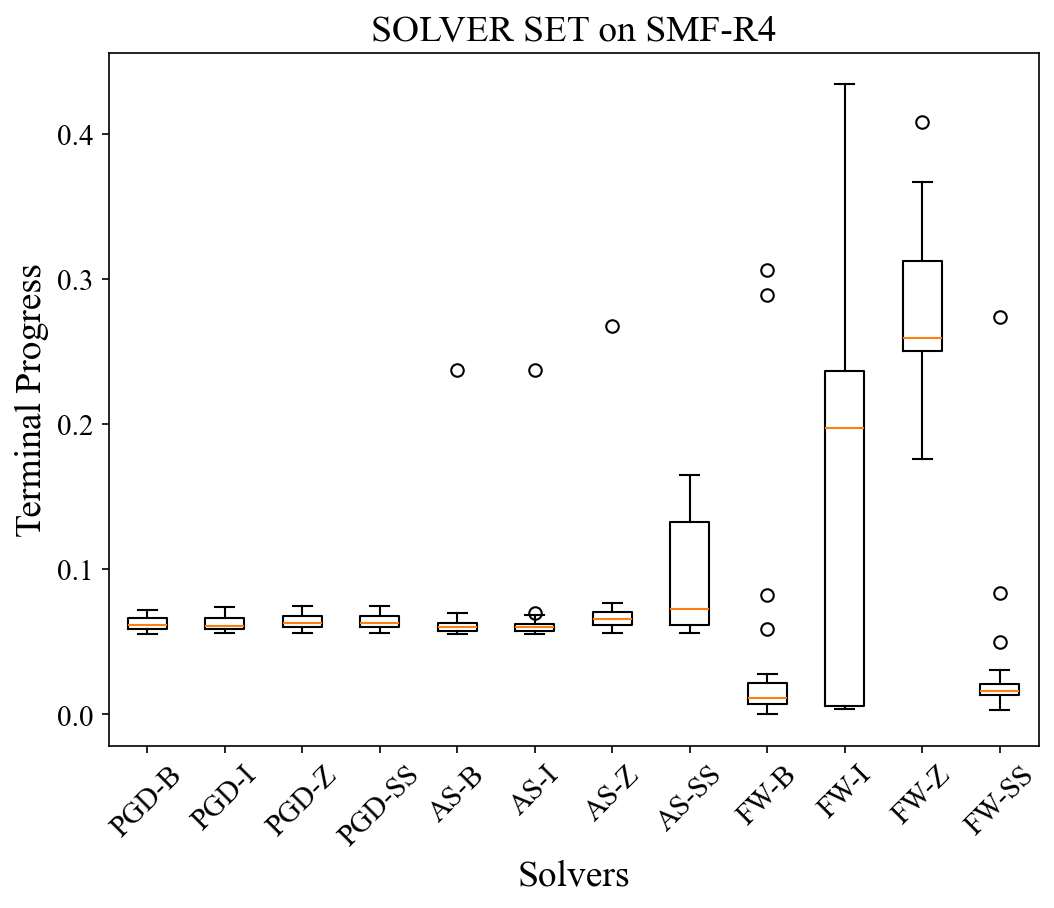 SOLVER SET on SMF-R4
Terminal Progress
0.4
0.3
0.2
0.1
0.0
PGD-B
PGD-I
PGD-Z
PGD-SS
AS-B
AS-I
AS-Z
AS-SS
FW-B
FW-I
FW-Z
FW-SS
Solvers